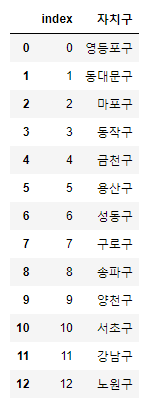 index 자치구
0 0 영등포구
1 1 동대문구
2 2 마포구
3 3 동작구
4 4 금천구
5 5 용산구
6 6 성동구
7 7 구로구
8 8 송파구
9 9 양천구
10 10 서초구
11 11 강남구
12 12 노원구